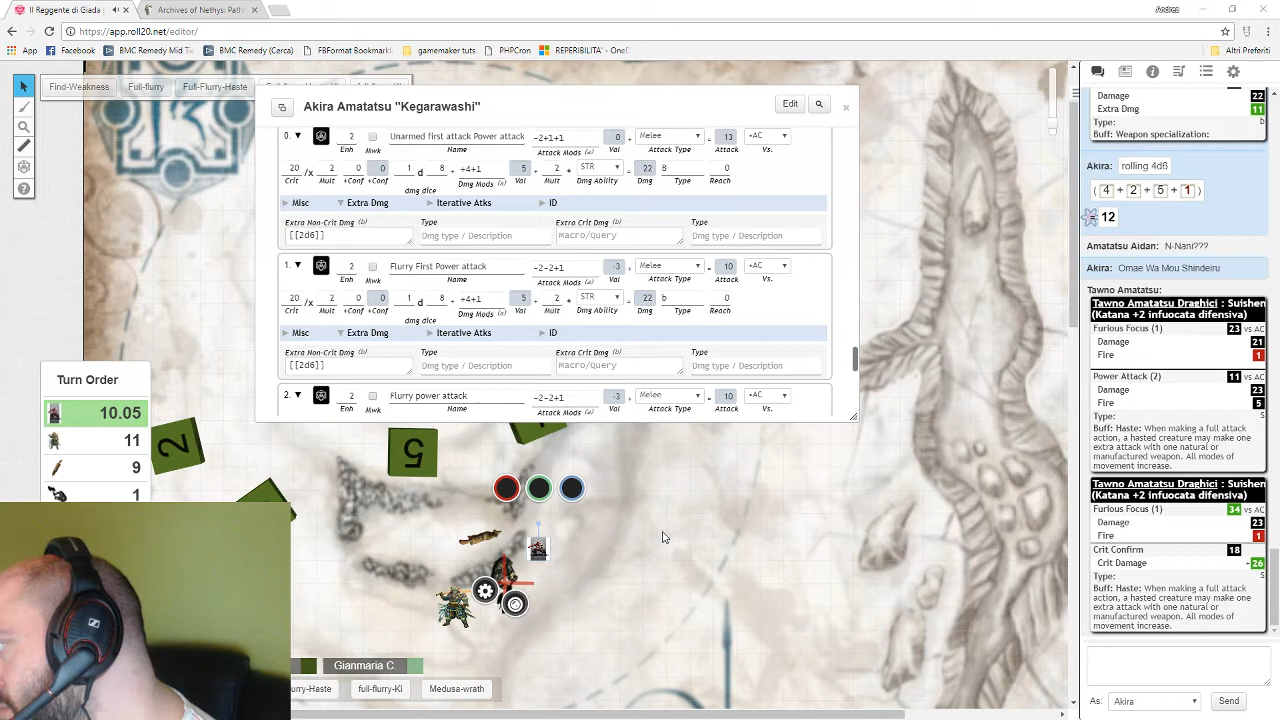 Il Reggente di Giada
Archives of Nethys: Path
Andrea
https://app.roll20.net/editor/
App
Facebook
BMC Remedy Mid Tie
BMC Remedy (Cerca)
FBFormat Bookmark
gamemaker tuts
PHPCron
REPERIBILITA' - OneD
Altri Preferiti
Find-Weakness
Full-flurry
Full-Flurry-Haste
Akira Amatatsu "Kegarawashi"
Edit
0. 2 Unarmed first attack Power attack -2+1+1 0 + Melee = 13 +AC
Enh Mwk Name Attack Mods (a) Val Attack Type Attack Vs.
20 /x 2 0 0 1 d 8 + +4+1 5 + 2 * STR = 22 B 0
Crit Mult +Conf +Conf dmg dice Dmg Mods (a) Val Mult Dmg Ability Dmg Type Reach
Misc Extra Dmg Iterative Atks ID
Extra Non-Crit Dmg (b) Type Extra Crit Dmg (b) Type
[[2d6]] Dmg type / Description Macro/Query Dmg type / Description
1. 2 Flurry First Power attack -2-2+1 -3 + Melee = 10 +AC
Enh Mwk Name Attack Mods (a) Val Attack Type Attack Vs.
20 /x 2 0 0 1 d 8 + +4+1 5 + 2 * STR = 22 b 0
Crit Mult +Conf +Conf dmg dice Dmg Mods (a) Val Mult Dmg Ability Dmg Type Reach
Misc Extra Dmg Iterative Atks ID
Extra Non-Crit Dmg (b) Type Extra Crit Dmg (b) Type
[[2d6]] Dmg type / Description Macro/Query Dmg type / Description
2. 2 Flurry power attack -2-2+1 -3 + Melee = 10 +AC
Enh Mwk Name Attack Mods (a) Val Attack Type Attack Vs.
Turn Order
10.05
11
9
1
2
5
Gianmaria C.
full-flurry-KI
Medusa-wrath
Damage 22
Extra Dmg 11
Type: b
Buff: Weapon specialization:
Akira: rolling 4d6
( 4 + 2 + 5 + 1 )
= 12
Amatatsu Aidan: N-Nani???
Akira: Omae Wa Mou Shindeiru
Tawno Amatatsu:
Tawno Amatatsu Draghici : Suishen
(Katana +2 infuocata difensiva)
Furious Focus (1) 23 vs AC
Damage 21
Fire 1
Power Attack (2) 11 vs AC
Damage 23
Fire 5
Type: S
Buff: Haste: When making a full attack
action, a hasted creature may make one
extra attack with one natural or
manufactured weapon. All modes of
movement increase.
Tawno Amatatsu Draghici : Suishen
(Katana +2 infuocata difensiva)
Furious Focus (1) 34 vs AC
Damage 23
Fire 1
Crit Confirm 18
Crit Damage +26
Type: S
Buff: Haste: When making a full attack
action, a hasted creature may make one
extra attack with one natural or
manufactured weapon. All modes of
movement increase.
As: Akira
Send